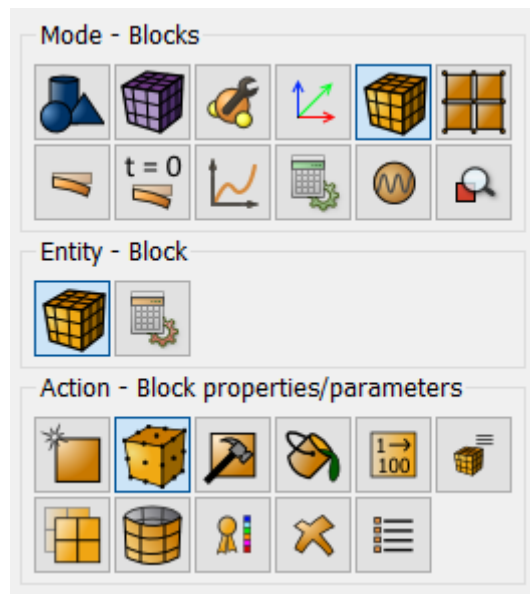 Mode - Blocks
t = 0
Entity - Block
Action - Block properties/parameters
1→
100